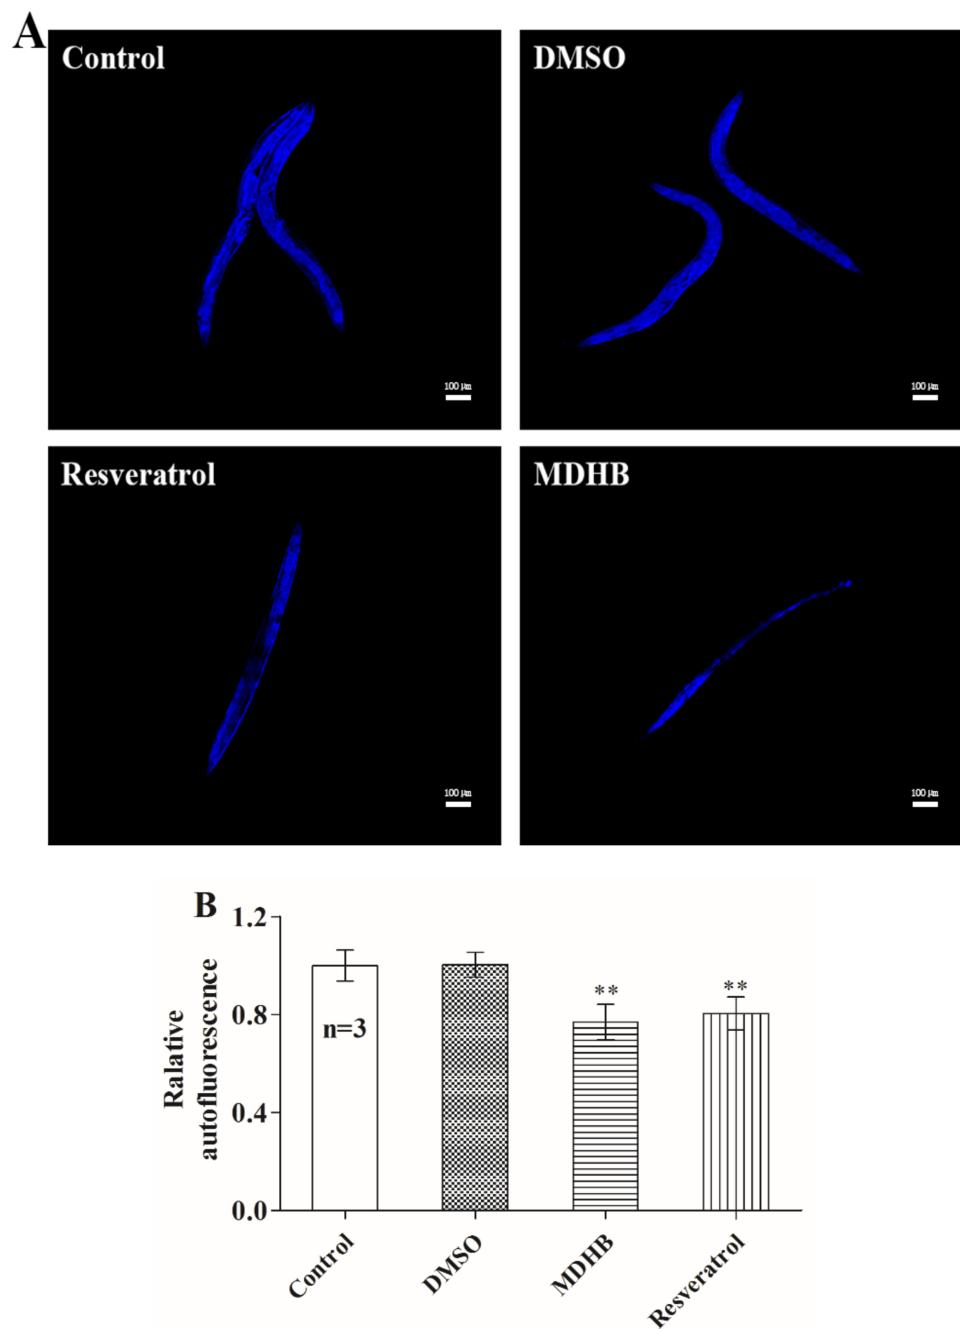 A
Control
DMSO
100 µm
100 µm
Resveratrol
MDHB
100 µm
100 µm
B
1.2
0.8
0.4
0.0
Ralative
autofluorescence
n=3
**
**
Control
DMSO
MDHB
Resveratrol